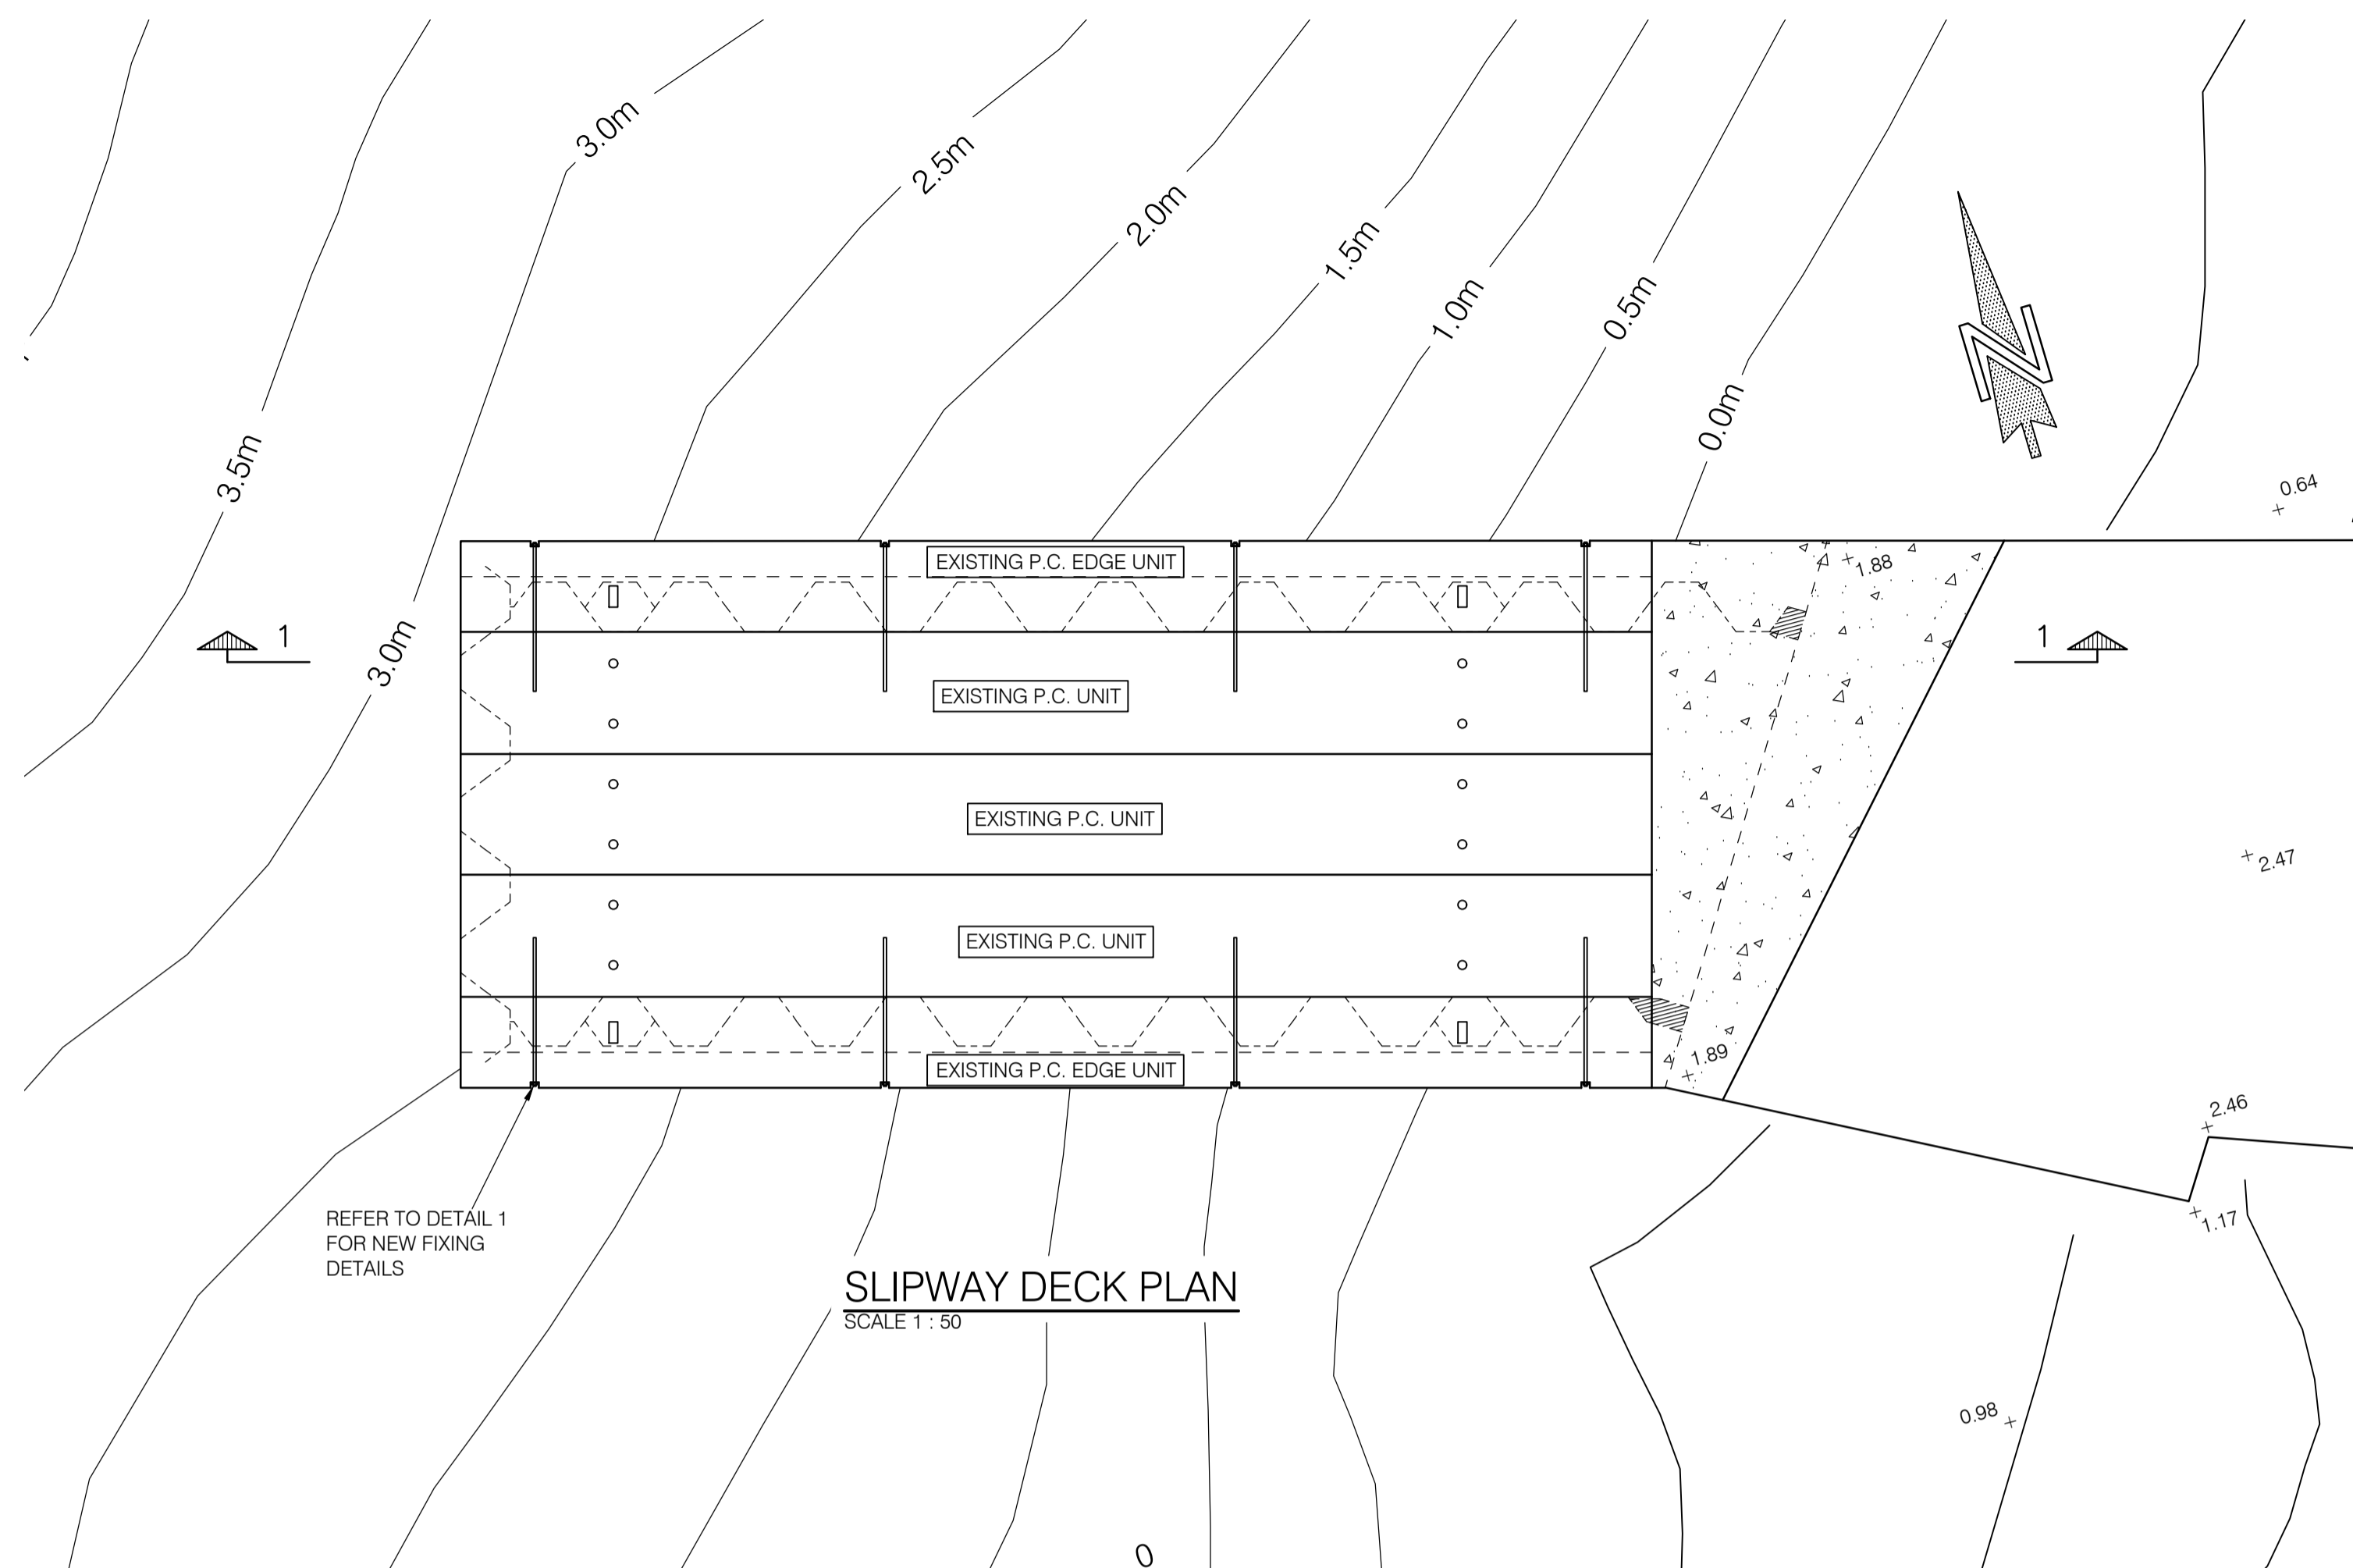 3.0m
2.5m
2.0m
1.5m
1.0m
0.5m
0.0m
3.5m
3.0m
N
0.64
EXISTING P.C. EDGE UNIT
1.88
1
1
EXISTING P.C. UNIT
EXISTING P.C. UNIT
2.47
EXISTING P.C. UNIT
1.89
EXISTING P.C. EDGE UNIT
2.46
1.17
REFER TO DETAIL 1
FOR NEW FIXING
DETAILS
SLIPWAY DECK PLAN
SCALE 1 : 50
0.98
0